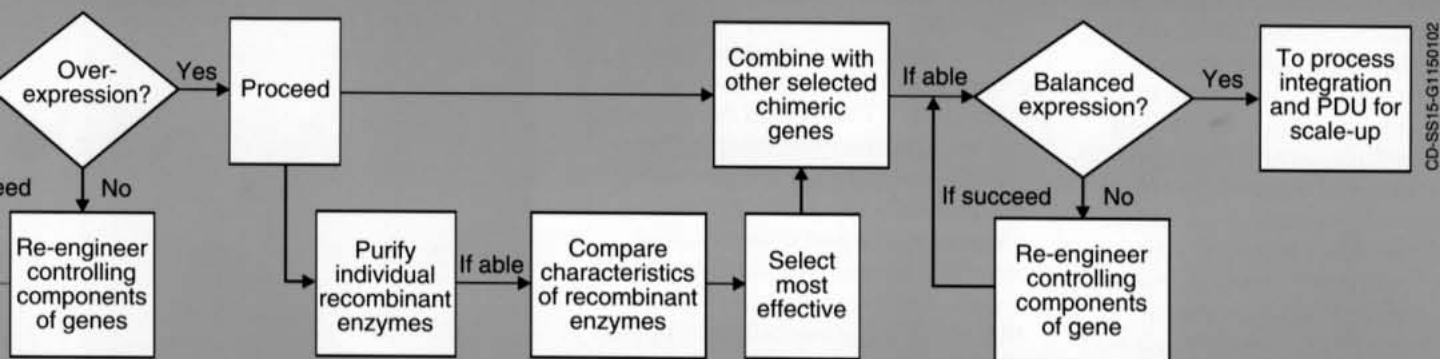 Over-
expression?
Yes
Proceed
No
eed
Re-engineer
controlling
components
of genes
Purify
individual
recombinant
enzymes
If able
Compare
characteristics
of recombinant
enzymes
Select
most
effective
Combine with
other selected
chimeric
genes
If able
Balanced
expression?
Yes
To process
integration
and PDU for
scale-up
If succeed
No
Re-engineer
controlling
components
of gene
CD-SS15-G1150102